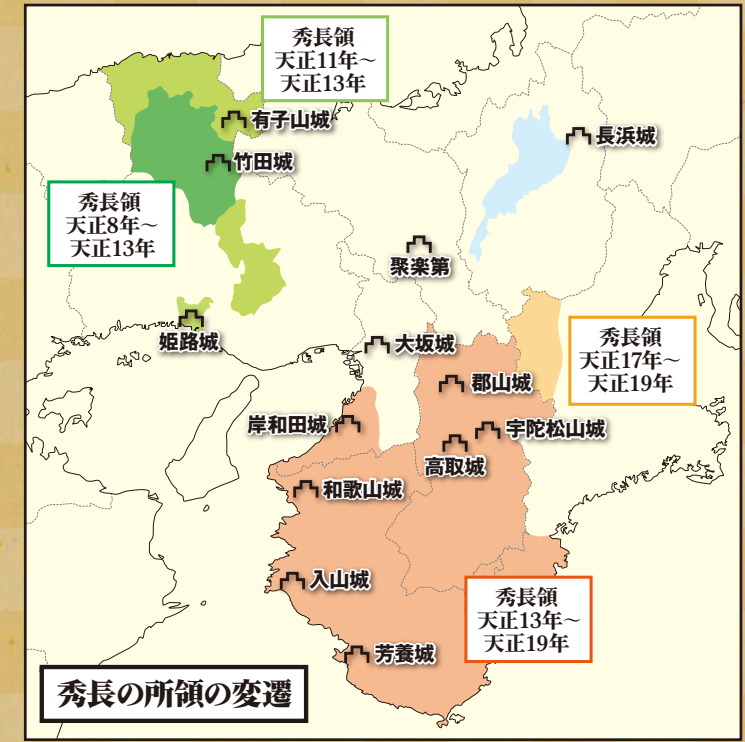 秀長領
天正11年〜
天正13年
有子山城
長浜城
竹田城
秀長領
天正8年〜
天正13年
聚楽第
姫路城
大坂城
秀長領
天正17年〜
天正19年
郡山城
岸和田城
宇陀松山城
高取城
和歌山城
入山城
秀長領
天正13年〜
天正19年
芳養城
秀長の所領の変遷